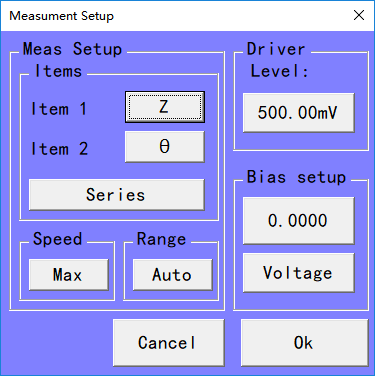 Measument Setup
Meas Setup
Items
Item 1 Z
Item 2 θ
Series
Speed
Max
Range
Auto
Driver
Level:
500.00mV
Bias setup
0.0000
Voltage
Cancel
Ok